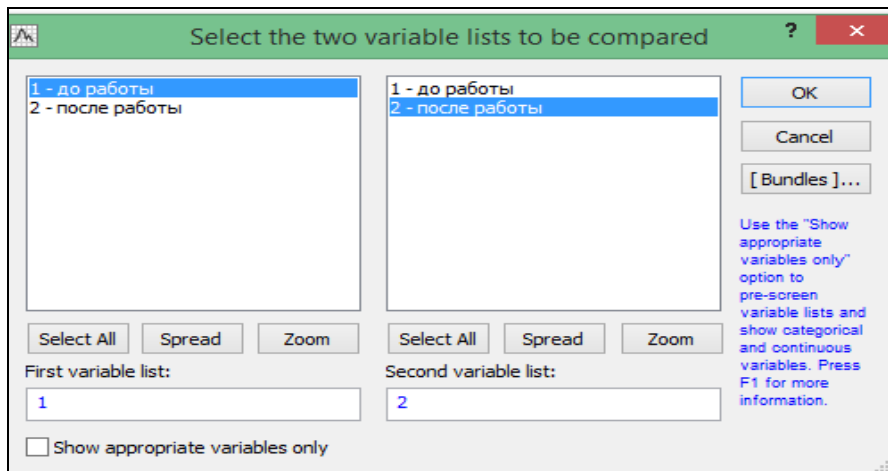 Select the two variable lists to be compared
?
×
1 - до работы
2 - после работы
1 - до работы
2 - после работы
OK
Cancel
[ Bundles ]...
Use the "Show
appropriate
variables only"
option to
pre-screen
variable lists and
show categorical
and continuous
variables. Press
F1 for more
information.
Select All
Spread
Zoom
Select All
Spread
Zoom
First variable list:
Second variable list:
1
2
Show appropriate variables only